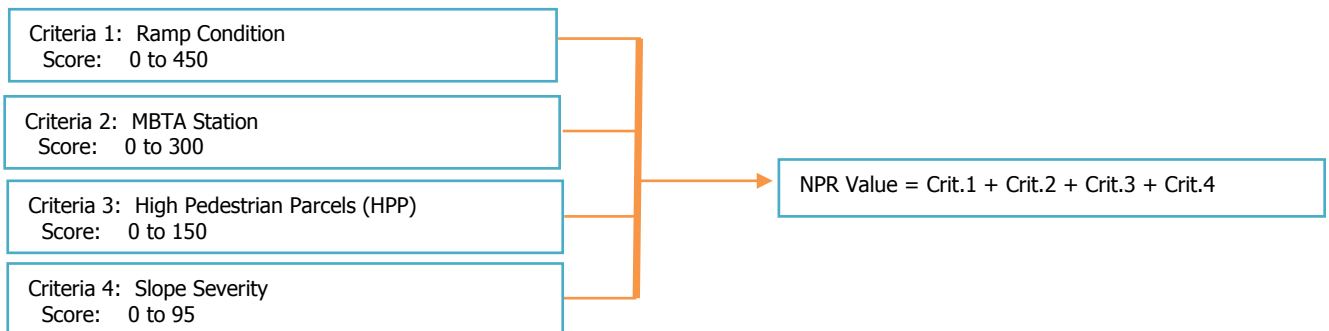 Criteria 1: Ramp Condition
Score: 0 to 450
Criteria 2: MBTA Station
Score: 0 to 300
Criteria 3: High Pedestrian Parcels (HPP)
Score: 0 to 150
Criteria 4: Slope Severity
Score: 0 to 95
NPR Value = Crit.1 + Crit.2 + Crit.3 + Crit.4